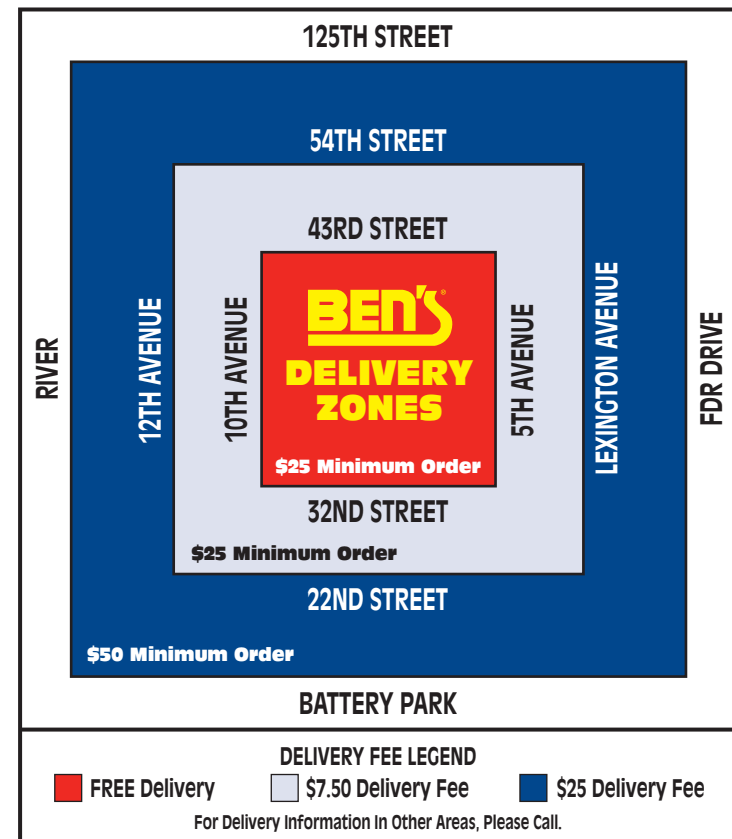 125TH STREET
54TH STREET
43RD STREET
RIVER
12TH AVENUE
10TH AVENUE
BEN'S®
DELIVERY
ZONES
$25 Minimum Order
5TH AVENUE
LEXINGTON AVENUE
FDR DRIVE
32ND STREET
$25 Minimum Order
22ND STREET
$50 Minimum Order
BATTERY PARK
DELIVERY FEE LEGEND
FREE Delivery $7.50 Delivery Fee $25 Delivery Fee
For Delivery Information In Other Areas, Please Call.